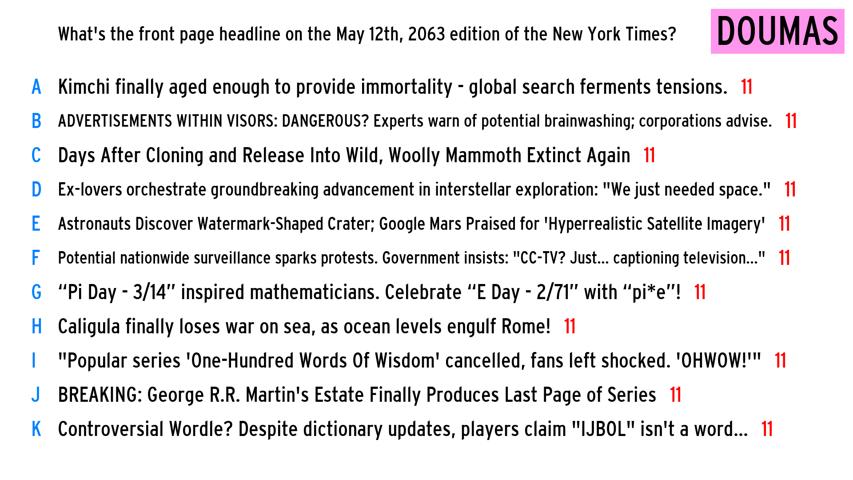 What's the front page headline on the May 12th, 2063 edition of the New York Times?
DOUMAS
A Kimchi finally aged enough to provide immortality - global search ferments tensions. 11
B ADVERTISEMENTS WITHIN VISORS: DANGEROUS? Experts warn of potential brainwashing; corporations advise. 11
C Days After Cloning and Release Into Wild, Woolly Mammoth Extinct Again 11
D Ex-lovers orchestrate groundbreaking advancement in interstellar exploration: "We just needed space." 11
E Astronauts Discover Watermark-Shaped Crater; Google Mars Praised for 'Hyperrealistic Satellite Imagery' 11
F Potential nationwide surveillance sparks protests. Government insists: "CC-TV? Just... captioning television..." 11
G “Pi Day - 3/14” inspired mathematicians. Celebrate “E Day - 2/71” with “pi*e”! 11
H Caligula finally loses war on sea, as ocean levels engulf Rome! 11
I "Popular series 'One-Hundred Words Of Wisdom' cancelled, fans left shocked. 'OHWOW!'" 11
J BREAKING: George R.R. Martin's Estate Finally Produces Last Page of Series 11
K Controversial Wordle? Despite dictionary updates, players claim "IJBOL" isn't a word... 11